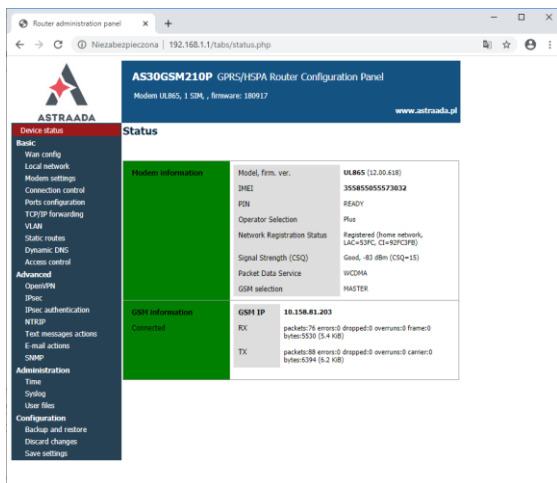 Router administration panel
Niezabezpieczona | 192.168.1.1/tabs/status.php
ASTRAADA
AS30GSM210P GPRS/HSPA Router Configuration Panel
Modem UL865, 1 SIM, , firmware: 180917
www.astraada.pl
Device status
Basic
Wan config
Local network
Modem settings
Connection control
Ports configuration
TCP/IP forwarding
VLAN
Static routes
Dynamic DNS
Access control
Advanced
OpenVPN
IPsec
IPsec authentication
NTRIP
Text messages actions
E-mail actions
SNMP
Administration
Time
Syslog
User files
Configuration
Backup and restore
Discard changes
Save settings
Status
Modem information
Model, firm. ver. UL865 (12.00.618)
IMEI 355855055573032
PIN READY
Operator Selection Plus
Network Registration Status Registered (home network,
LAC=53FC, CI=92FC3FB)
Signal Strength (CSQ) Good, -83 dBm (CSQ=15)
Packet Data Service WCDMA
GSM selection MASTER
GSM information
Connected
GSM IP 10.158.81.203
RX packets:76 errors:0 dropped:0 overruns:0 frame:0
bytes:5530 (5.4 KiB)
TX packets:88 errors:0 dropped:0 overruns:0 carrier:0
bytes:6394 (6.2 KiB)